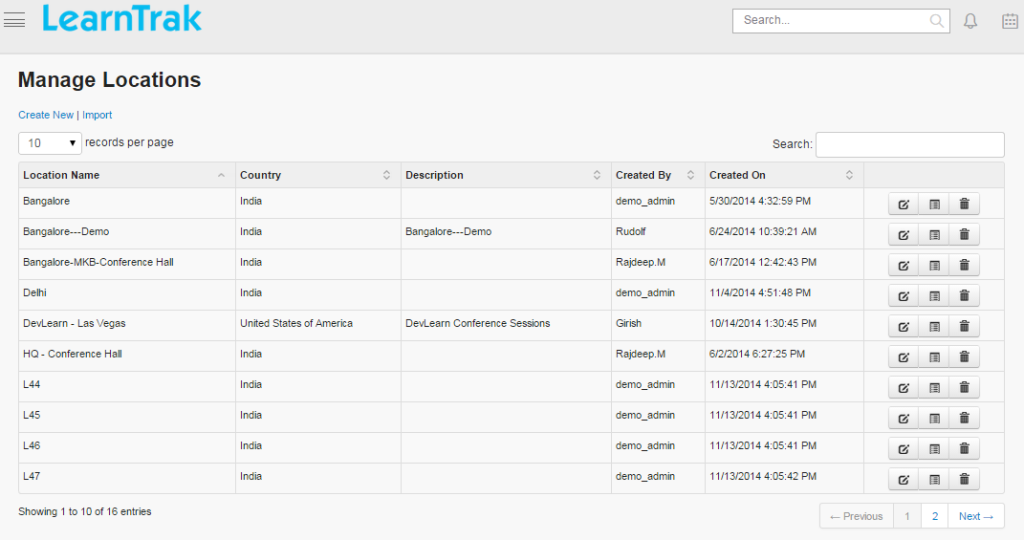 LearnTrak
Search...
Manage Locations
Create New | Import
10 records per page
Search:
Location Name Country Description Created By Created On
Bangalore India demo_admin 5/30/2014 4:32:59 PM
Bangalore---Demo India Bangalore---Demo Rudolf 6/24/2014 10:39:21 AM
Bangalore-MKB-Conference Hall India Rajdeep.M 6/17/2014 12:42:43 PM
Delhi India demo_admin 11/4/2014 4:51:48 PM
DevLearn - Las Vegas United States of America DevLearn Conference Sessions Girish 10/14/2014 1:30:45 PM
HQ - Conference Hall India Rajdeep.M 6/2/2014 6:27:25 PM
L44 India demo_admin 11/13/2014 4:05:41 PM
L45 India demo_admin 11/13/2014 4:05:41 PM
L46 India demo_admin 11/13/2014 4:05:41 PM
L47 India demo_admin 11/13/2014 4:05:42 PM
Showing 1 to 10 of 16 entries
← Previous 1 2 Next →